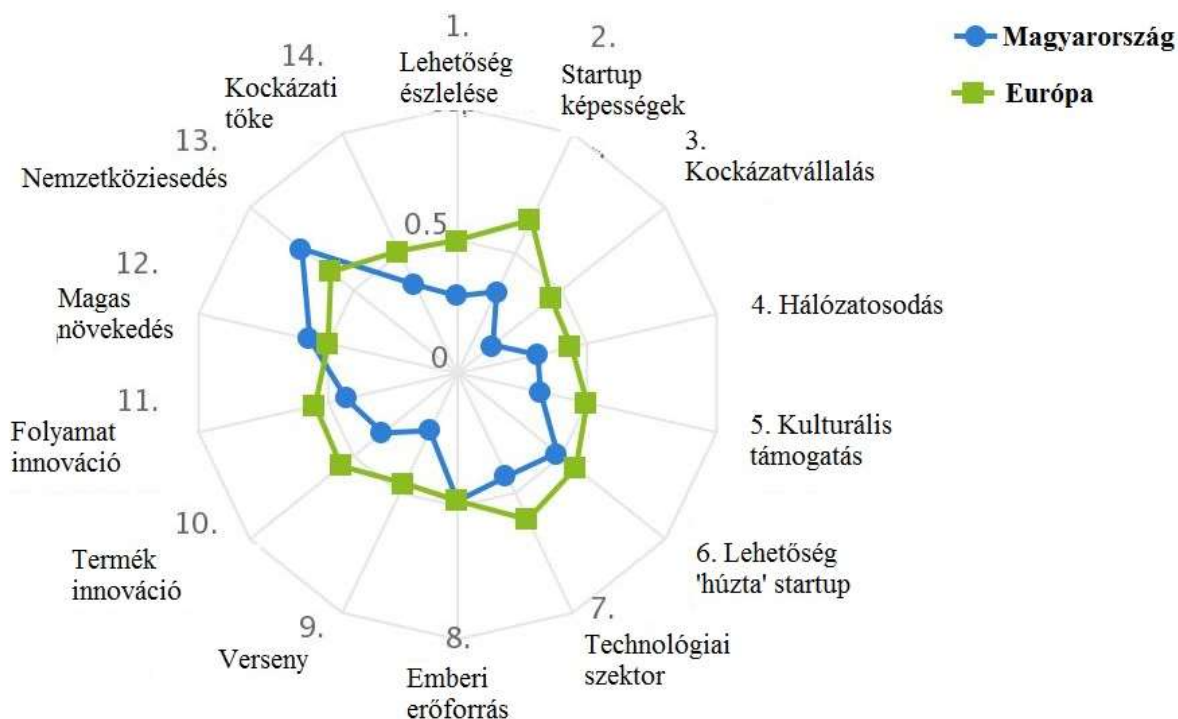 Magyarország
Európa
1.
Lehetőség
észlelése
2.
Startup
képességek
3.
Kockázatvállalás
4. Hálózatosodás
5. Kulturális
támogatás
6. Lehetőség
'húzta' startup
7.
Technológiai
szektor
8.
Emberi
erőforrás
9.
Verseny
10.
Termék
innováció
11.
Folyamat
innováció
12.
Magas
növekedés
13.
Nemzetköziesedés
14.
Kockázati
tőke
0.5
0